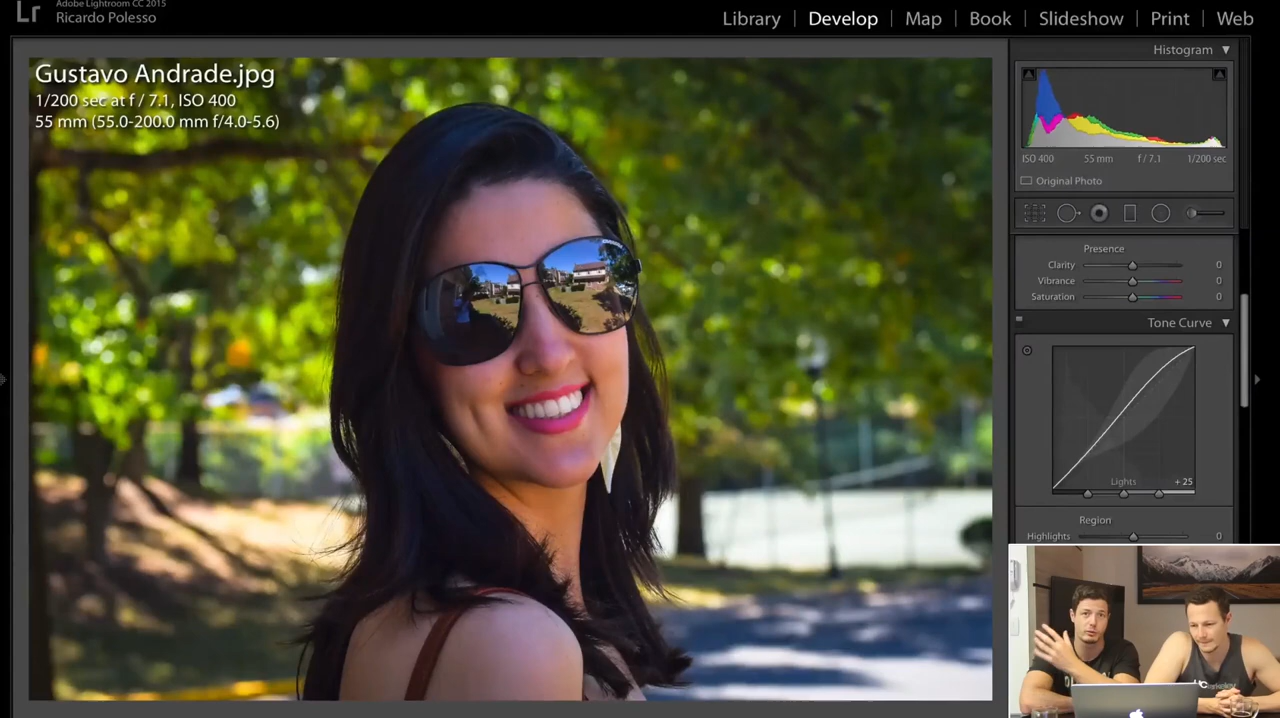 Lr
Adobe Lightroom CC 2015
Ricardo Polesso
Library | Develop | Map | Book | Slideshow | Print | Web
Gustavo Andrade.jpg
1/200 sec at f / 7.1, ISO 400
55 mm (55.0-200.0 mm f/4.0-5.6)
Histogram
ISO 400 55 mm f / 7.1 1/200 sec
Original Photo
Presence
Clarity 0
Vibrance 0
Saturation 0
Tone Curve
Lights + 25
Region
Highlights 0